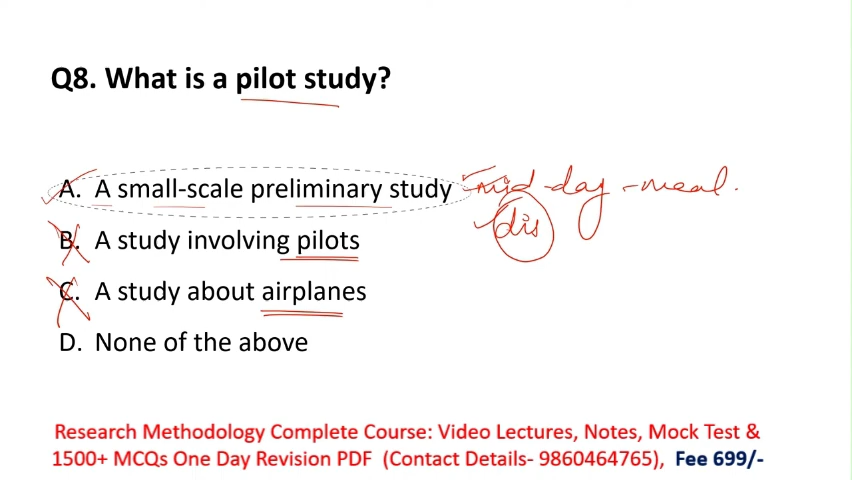 Q8. What is a pilot study?
A. A small-scale preliminary study mid-day-meal.
dis
B. A study involving pilots
C. A study about airplanes
D. None of the above
Research Methodology Complete Course: Video Lectures, Notes, Mock Test &
1500+ MCQs One Day Revision PDF (Contact Details- 9860464765), Fee 699/-